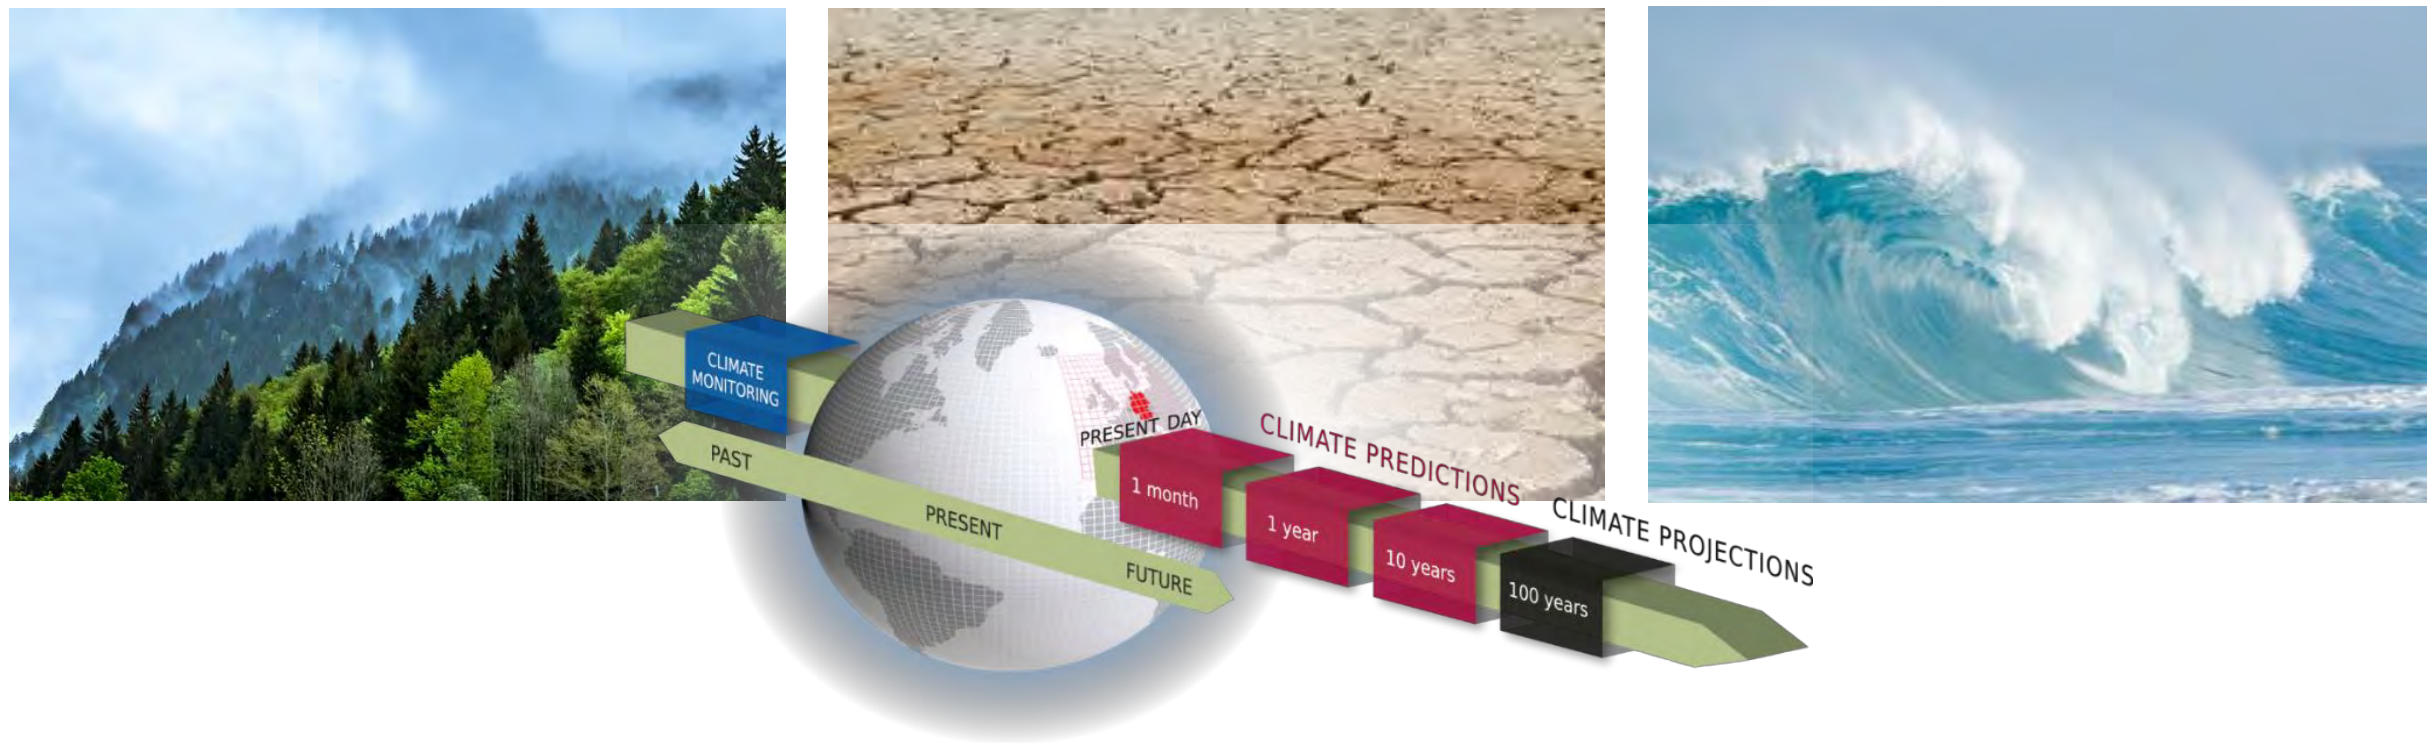 CLIMATE
MONITORING
PAST
PRESENT
FUTURE
PRESENT DAY
1 month
1 year
10 years
100 years
CLIMATE PREDICTIONS
CLIMATE PROJECTIONS